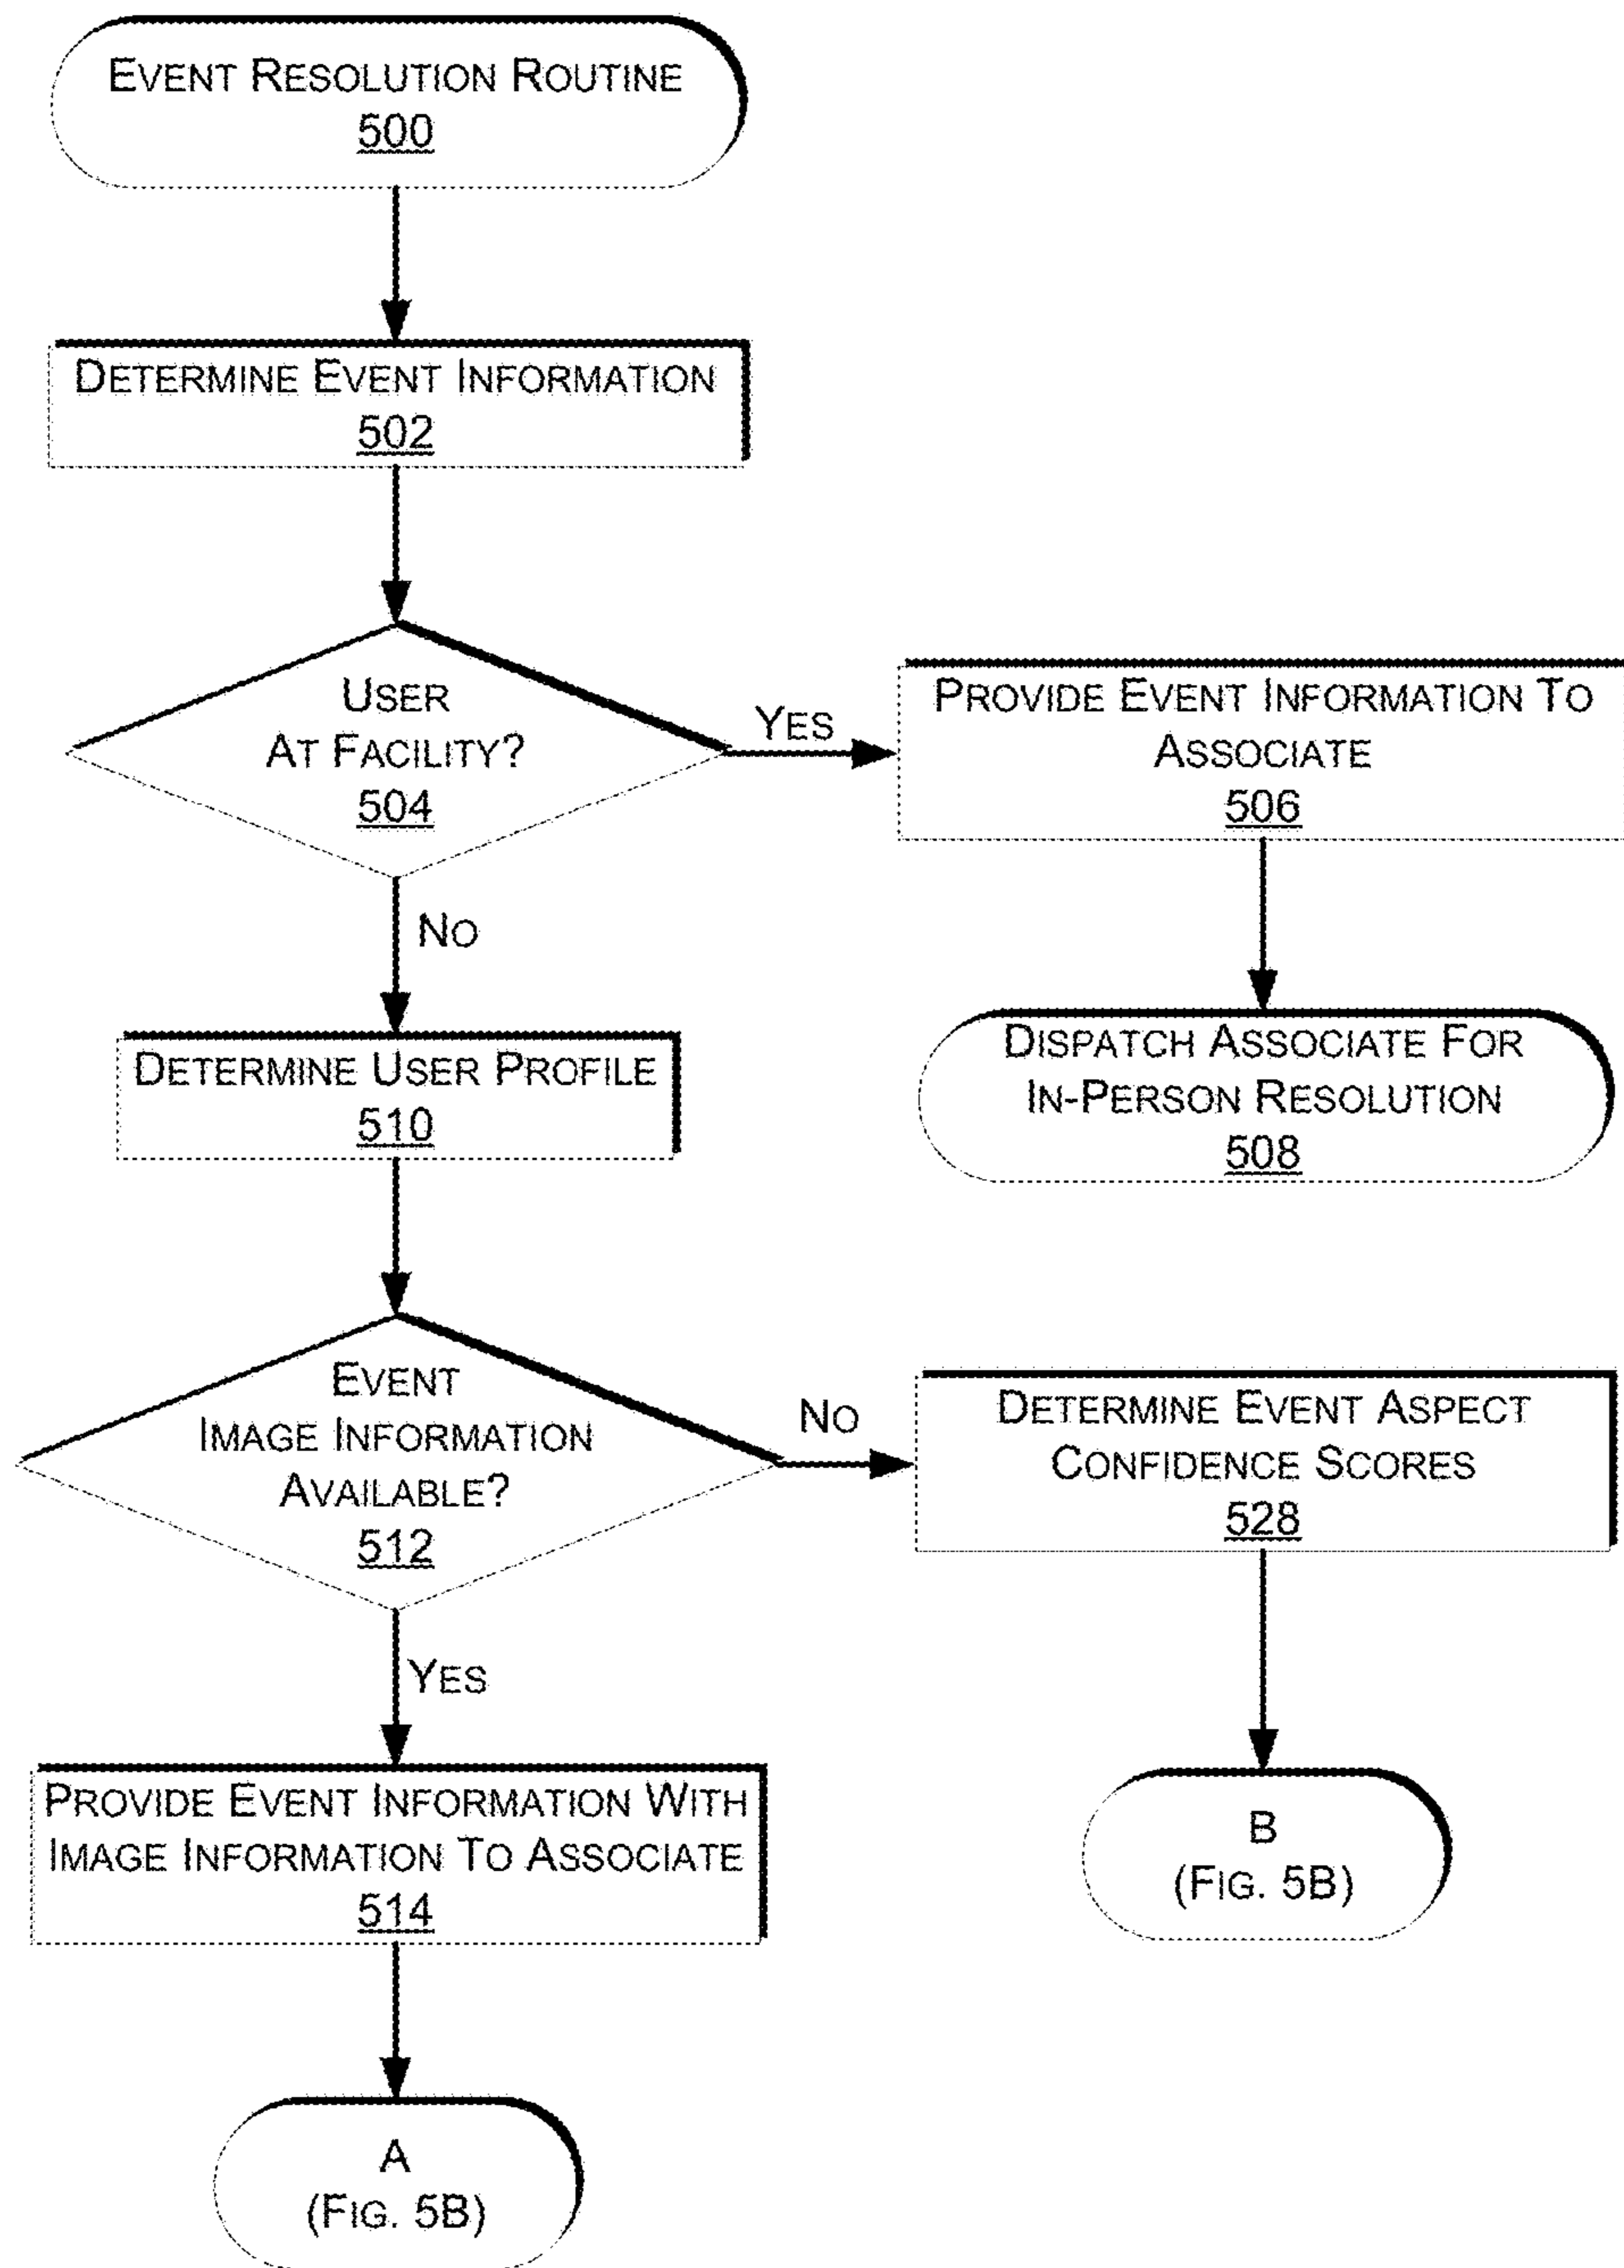 EVENT RESOLUTION ROUTINE
500
DETERMINE EVENT INFORMATION
502
USER
AT FACILITY?
504
YES
PROVIDE EVENT INFORMATION TO
ASSOCIATE
506
NO
DISPATCH ASSOCIATE FOR
IN-PERSON RESOLUTION
508
DETERMINE USER PROFILE
510
EVENT
IMAGE INFORMATION
AVAILABLE?
512
NO
DETERMINE EVENT ASPECT
CONFIDENCE SCORES
528
YES
PROVIDE EVENT INFORMATION WITH
IMAGE INFORMATION TO ASSOCIATE
514
B
(FIG. 5B)
A
(FIG. 5B)